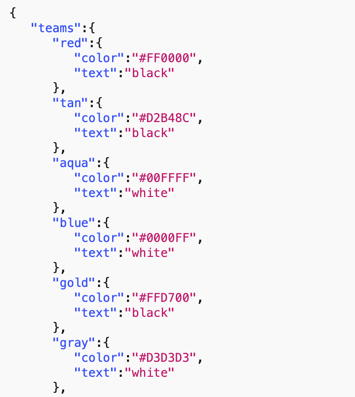 {
"teams":{
"red":{
"color":"#FF0000",
"text":"black"
},
"tan":{
"color":"#D2B48C",
"text":"black"
},
"aqua":{
"color":"#00FFFF",
"text":"white"
},
"blue":{
"color":"#0000FF",
"text":"white"
},
"gold":{
"color":"#FFD700",
"text":"black"
},
"gray":{
"color":"#D3D3D3",
"text":"white"
},